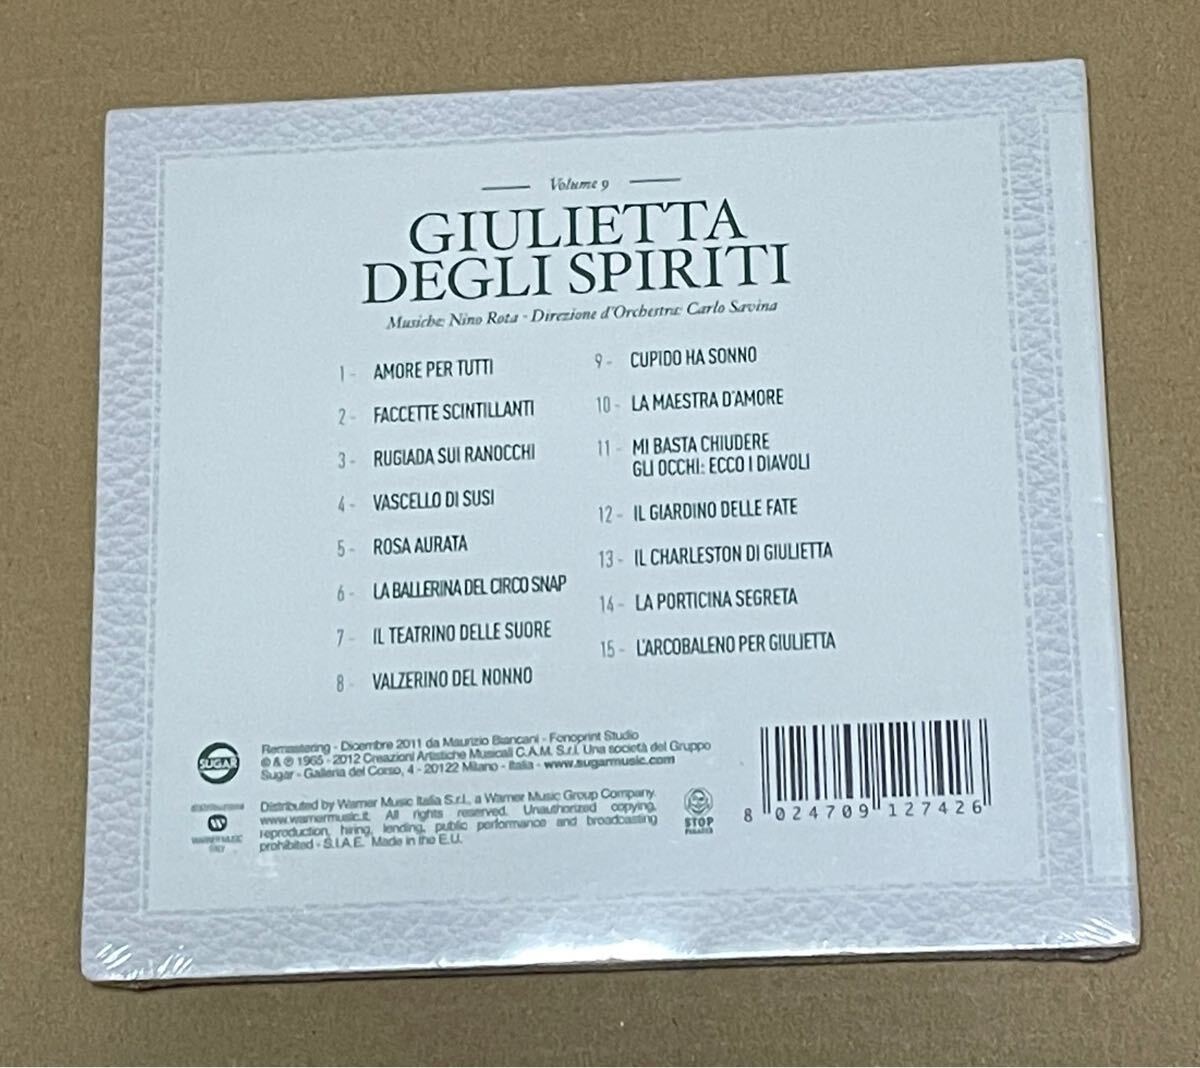 Volume 9
GIULIETTA
DEGLI SPIRITI
Musiche: Nino Rota - Direzione d'Orchestra: Carlo Savina
1 - AMORE PER TUTTI
2 - FACCETTE SCINTILLANTI
3 - RUGIADA SUI RANOCCHI
4 - VASCELLO DI SUSI
5 - ROSA AURATA
6 - LA BALLERINA DEL CIRCO SNAP
7 - IL TEATRINO DELLE SUORE
8 - VALZERINO DEL NONNO
9 - CUPIDO HA SONNO
10 - LA MAESTRA D'AMORE
11 - MI BASTA CHIUDERE
GLI OCCHI: ECCO I DIAVOLI
12 - IL GIARDINO DELLE FATE
13 - IL CHARLESTON DI GIULIETTA
14 - LA PORTICINA SEGRETA
15 - L'ARCOBALENO PER GIULIETTA
SUGAR
Remastering - Dicembre 2011 da Maurizio Biancani - Fonoprint Studio
© & ℗ 1965 - 2012 Creazioni Artistiche Musicali C.A.M. S.r.l. Una società del Gruppo
Sugar - Galleria del Corso, 4 - 20122 Milano - Italia - www.sugarmusic.com
WARNER MUSIC
ITALY
Distributed by Warner Music Italia S.r.l., a Warner Music Group Company.
www.warnermusic.it. All rights reserved. Unauthorized copying,
reproduction, hiring, lending, public performance and broadcasting
prohibited - S.I.A.E. Made in the E.U.
STOP
PIRATES
8 024709 127426